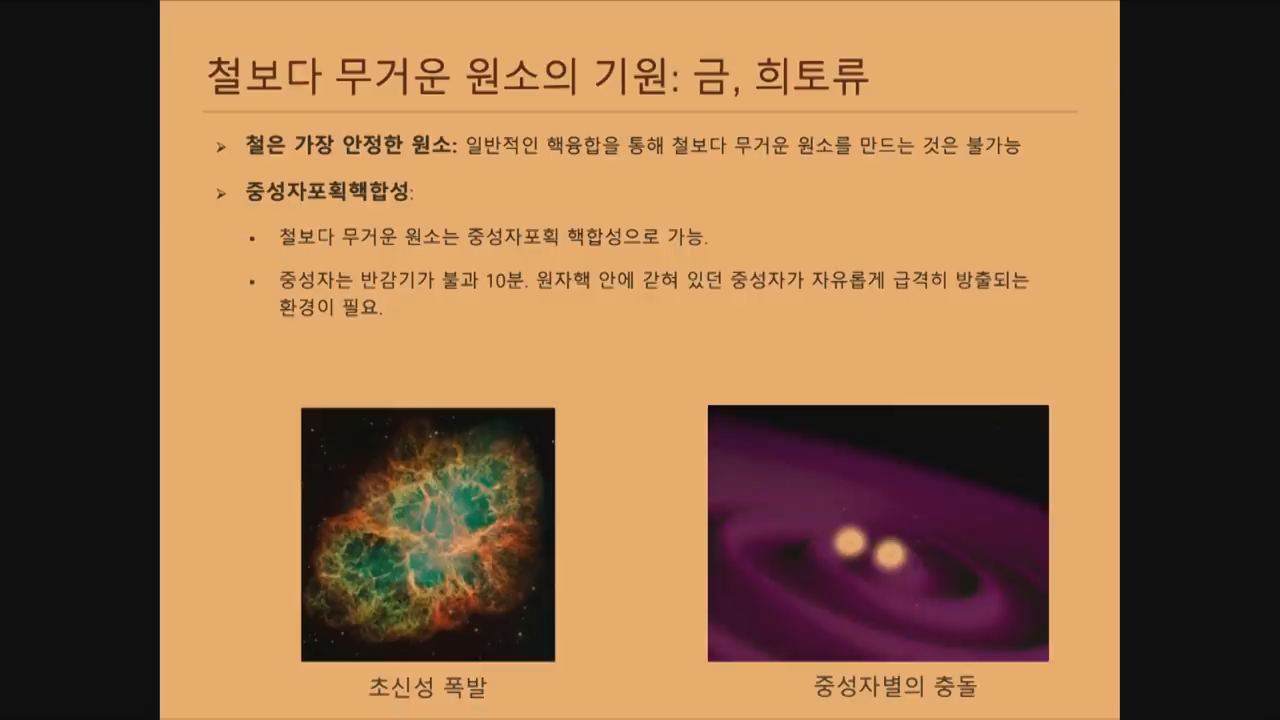 철보다 무거운 원소의 기원: 금, 희토류
➢ 철은 가장 안정한 원소: 일반적인 핵융합을 통해 철보다 무거운 원소를 만드는 것은 불가능
➢ 중성자포획핵합성:
▪ 철보다 무거운 원소는 중성자포획 핵합성으로 가능.
▪ 중성자는 반감기가 불과 10분. 원자핵 안에 갇혀 있던 중성자가 자유롭게 급격히 방출되는
환경이 필요.
초신성 폭발
중성자별의 충돌